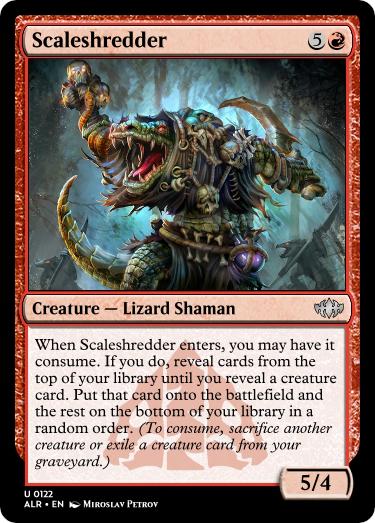 Scaleshredder
5
Creature — Lizard Shaman
When Scaleshredder enters, you may have it
consume. If you do, reveal cards from the
top of your library until you reveal a creature
card. Put that card onto the battlefield and
the rest on the bottom of your library in a
random order. (To consume, sacrifice another
creature or exile a creature card from your
graveyard.)
5/4
U 0122
ALR • EN Miroslav Petrov